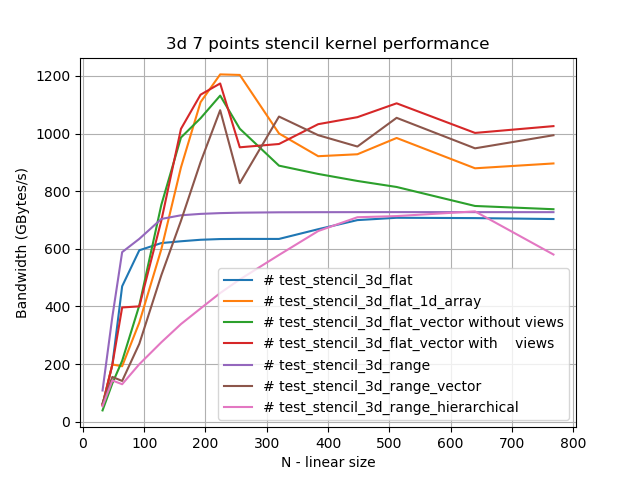 3d 7 points stencil kernel performance
1200
1000
800
600
400
200
0
Bandwidth (GBytes/s)
# test_stencil_3d_flat
# test_stencil_3d_flat_1d_array
# test_stencil_3d_flat_vector without views
# test_stencil_3d_flat_vector with    views
# test_stencil_3d_range
# test_stencil_3d_range_vector
# test_stencil_3d_range_hierarchical
0 100 200 300 400 500 600 700 800
N - linear size